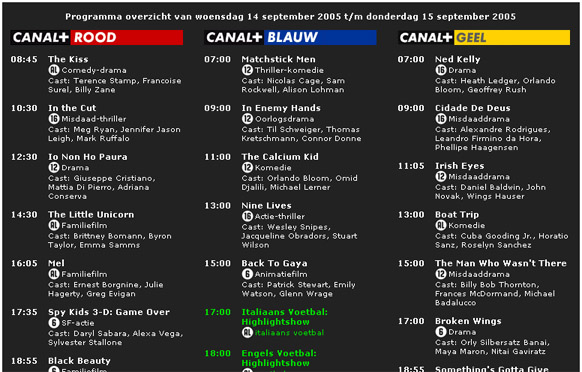 Programma overzicht van woensdag 14 september 2005 t/m donderdag 15 september 2005
CANAL+ ROOD
08:45 The Kiss
AL Comedy-drama
Cast: Terence Stamp, Francoise
Surel, Billy Zane
10:30 In the Cut
16 Misdaad-thriller
Cast: Meg Ryan, Jennifer Jason
Leigh, Mark Ruffalo
12:30 Io Non Ho Paura
12 Drama
Cast: Giuseppe Cristiano,
Mattia Di Pierro, Adriana
Conserva
14:30 The Little Unicorn
AL Familiefilm
Cast: Brittney Bomann, Byron
Taylor, Emma Samms
16:05 Mel
AL Familiefilm
Cast: Ernest Borgnine, Julie
Hagerty, Greg Evigan
17:35 Spy Kids 3-D: Game Over
6 SF-actie
Cast: Daryl Sabara, Alexa Vega,
Sylvester Stallone
18:55 Black Beauty
6 Familiefilm
CANAL+ BLAUW
07:00 Matchstick Men
12 Thriller-komedie
Cast: Nicolas Cage, Sam
Rockwell, Alison Lohman
09:00 In Enemy Hands
12 Oorlogsdrama
Cast: Til Schweiger, Thomas
Kretschmann, Connor Donne
11:00 The Calcium Kid
12 Komedie
Cast: Orlando Bloom, Omid
Djalili, Michael Lerner
13:00 Nine Lives
16 Actie-thriller
Cast: Wesley Snipes,
Jacqueline Obradors, Stuart
Wilson
15:00 Back To Gaya
6 Animatiefilm
Cast: Patrick Stewart, Emily
Watson, Glenn Wrage
17:00 Italiaans Voetbal:
Highlightshow
AL Italiaans voetbal
18:00 Engels Voetbal:
Highlightshow
CANAL+ GEEL
07:00 Ned Kelly
16 Drama
Cast: Heath Ledger, Orlando
Bloom, Geoffrey Rush
09:00 Cidade De Deus
16 Misdaaddrama
Cast: Alexandre Rodrigues,
Leandro Firmino da Hora,
Phellipe Haagensen
11:05 Irish Eyes
12 Misdaaddrama
Cast: Daniel Baldwin, John
Novak, Wings Hauser
13:00 Boat Trip
AL Komedie
Cast: Cuba Gooding Jr., Horatio
Sanz, Roselyn Sanchez
15:00 The Man Who Wasn't There
12 Misdaaddrama
Cast: Billy Bob Thornton,
Frances McDormand, Michael
Badalucco
17:00 Broken Wings
6 Drama
Cast: Orly Silbersatz Banai,
Maya Maron, Nitai Gaviratz
18:55 Something's Gotta Give